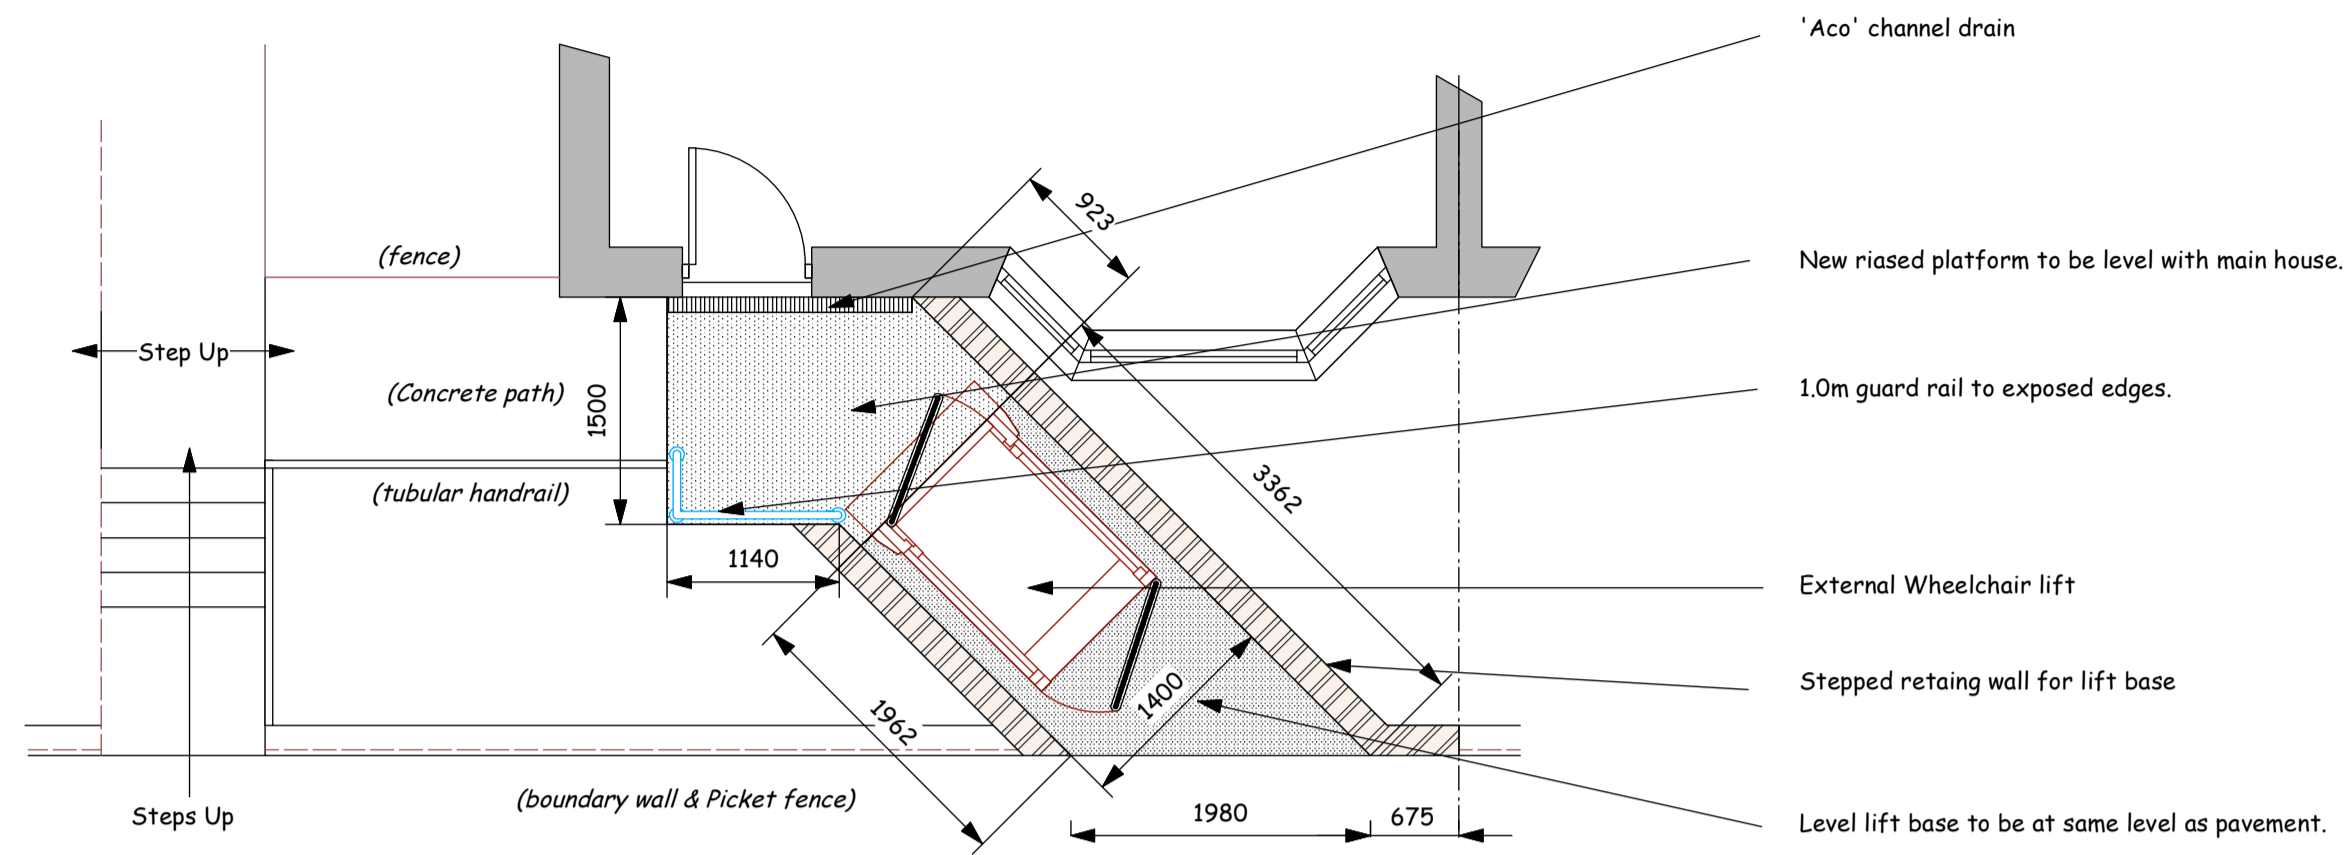 'Aco' channel drain
923
(fence)
New riased platform to be level with main house.
Step Up
(Concrete path)
1500
1.0m guard rail to exposed edges.
(tubular handrail)
3362
1140
External Wheelchair lift
1400
Stepped retaing wall for lift base
1962
(boundary wall & Picket fence)
Steps Up
1980
675
Level lift base to be at same level as pavement.